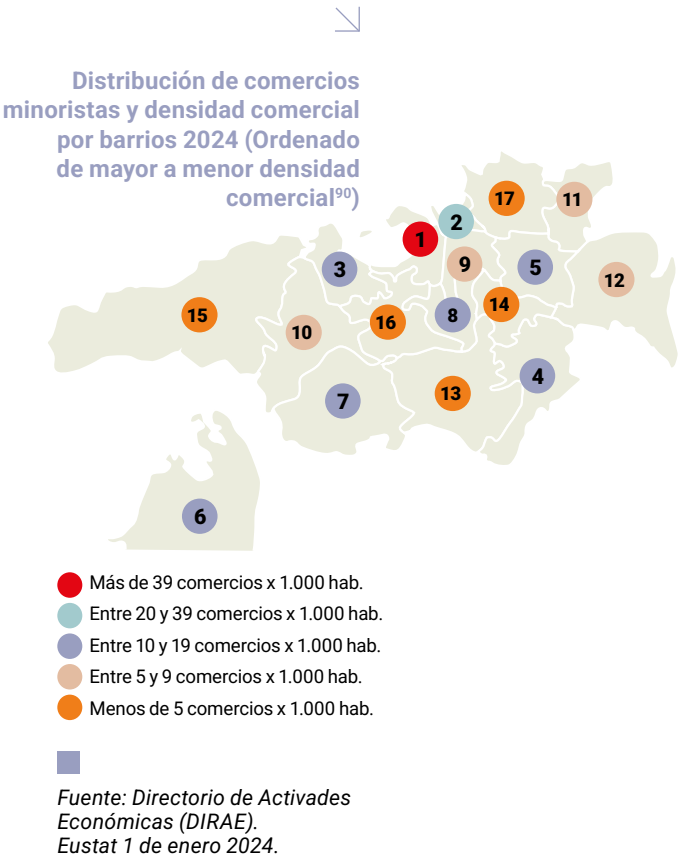 Distribución de comercios
minoristas y densidad comercial
por barrios 2024 (Ordenado
de mayor a menor densidad
comercial⁹⁰)
17
11
2
1
9
5
3
12
15
14
8
16
10
4
13
7
6
Más de 39 comercios x 1.000 hab.
Entre 20 y 39 comercios x 1.000 hab.
Entre 10 y 19 comercios x 1.000 hab.
Entre 5 y 9 comercios x 1.000 hab.
Menos de 5 comercios x 1.000 hab.
Fuente: Directorio de Activades
Económicas (DIRAE).
Eustat 1 de enero 2024.